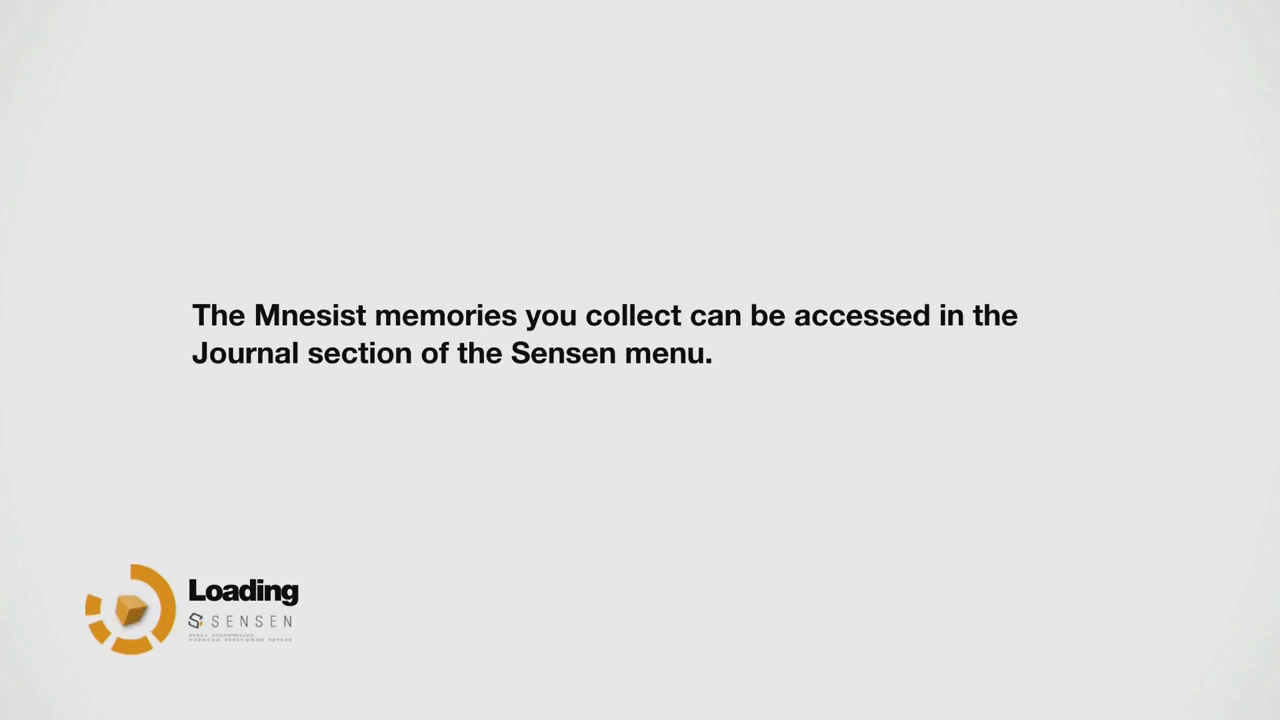 The Mnesist memories you collect can be accessed in the
Journal section of the Sensen menu.
Loading
SENSEN